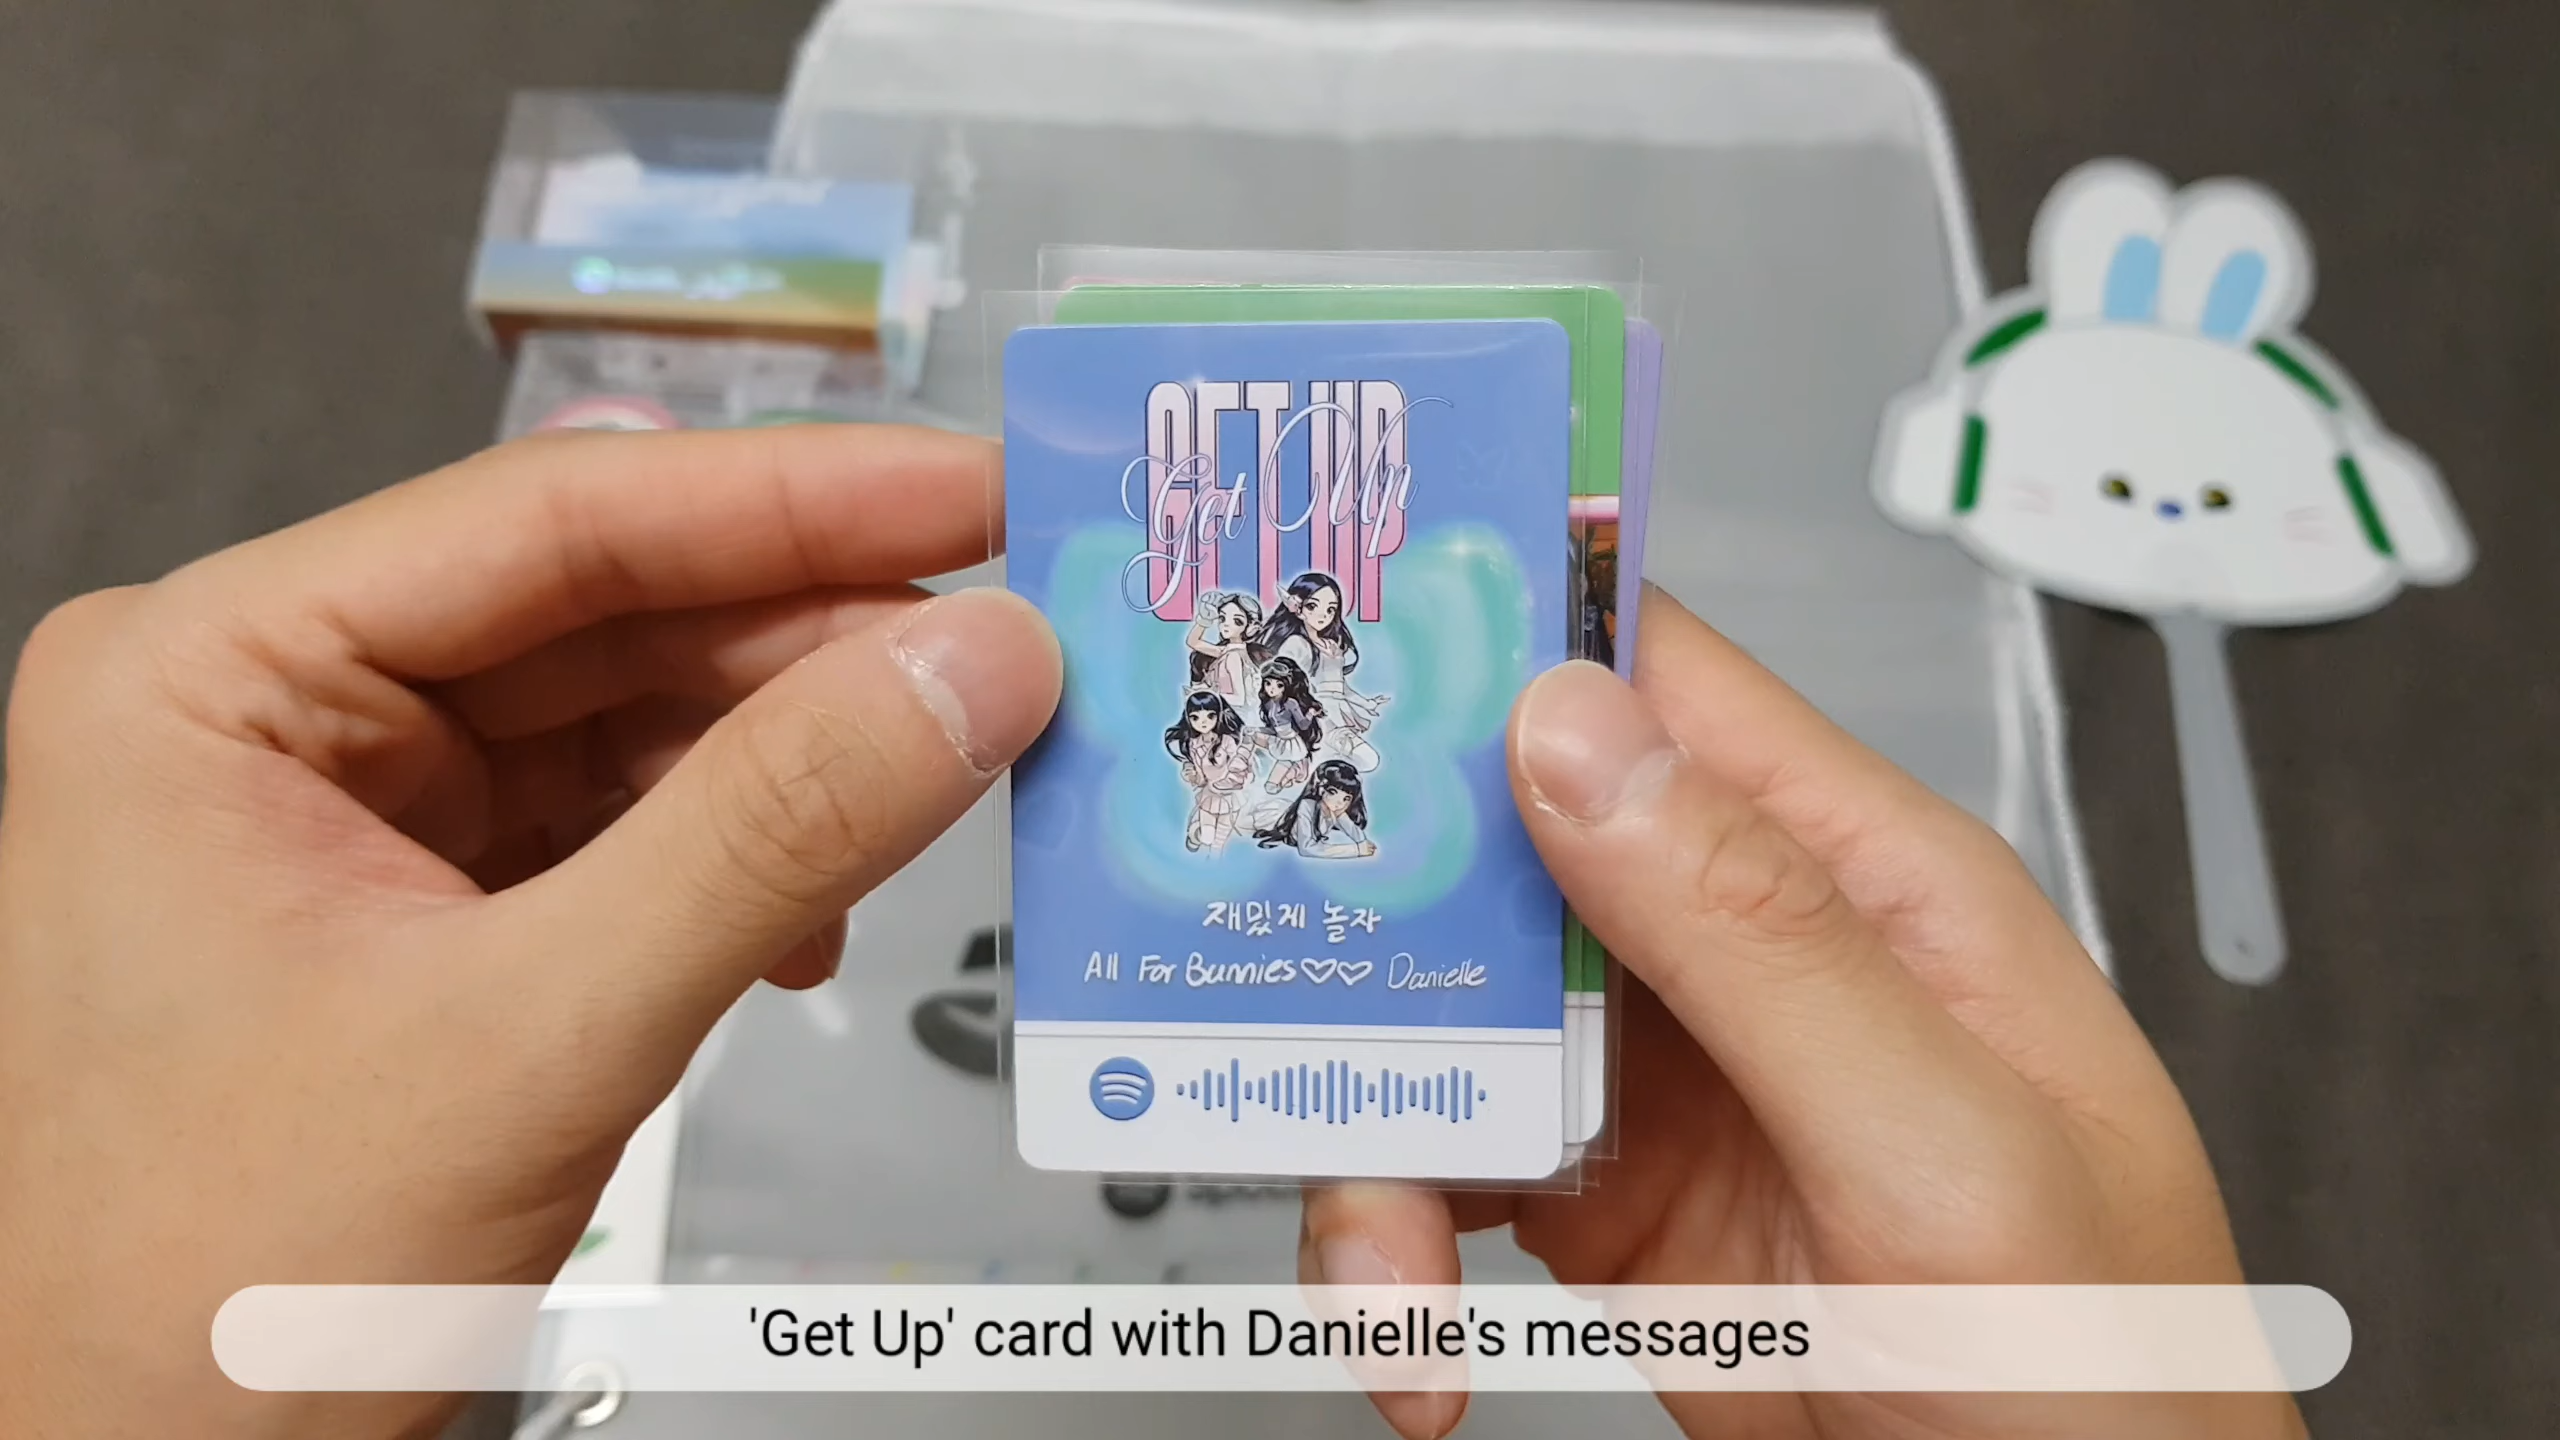 GET UP
Get Up
재밌게 놀자
All For Bunnies♡♡ Danielle
'Get Up' card with Danielle's messages